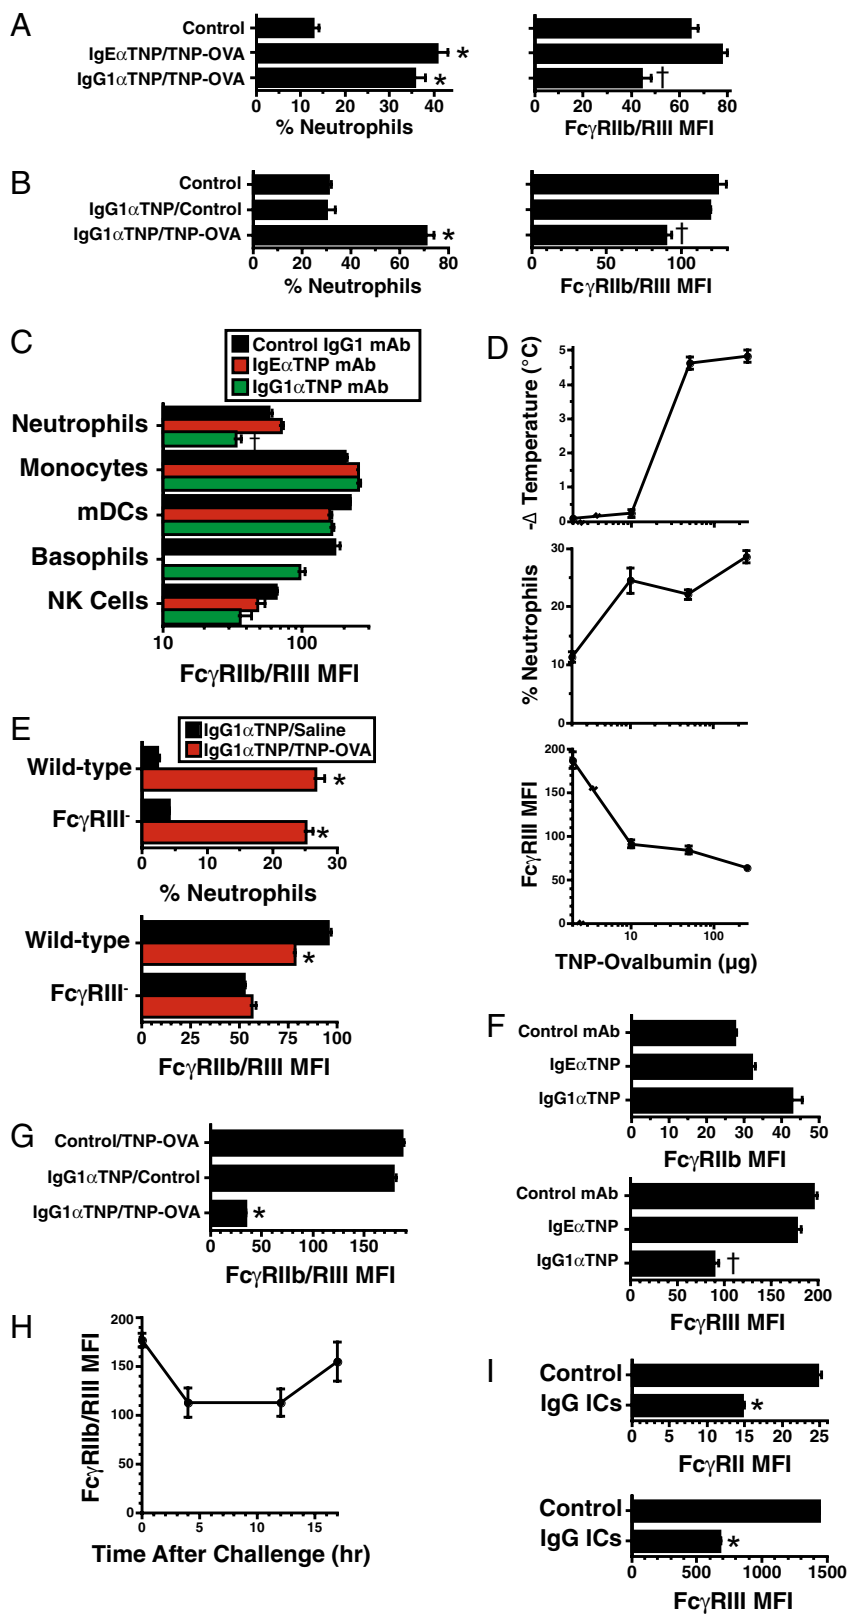 A
Control
IgEαTNP/TNP-OVA
IgG1αTNP/TNP-OVA
*
*
0 10 20 30 40
% Neutrophils
†
0 20 40 60 80
FcγRIIb/RIII MFI
B
Control
IgG1αTNP/Control
IgG1αTNP/TNP-OVA
*
0 20 40 60 80
% Neutrophils
†
0 50 100
FcγRIIb/RIII MFI
C
Control IgG1 mAb
IgEαTNP mAb
IgG1αTNP mAb
Neutrophils
†
Monocytes
mDCs
Basophils
NK Cells
10 100
FcγRIIb/RIII MFI
D
-Δ Temperature (°C)
5
4
3
2
1
0
% Neutrophils
30
20
10
0
FcγRIII MFI
200
150
100
50
0
10 100
TNP-Ovalbumin (μg)
E
IgG1αTNP/Saline
IgG1αTNP/TNP-OVA
Wild-type
*
FcγRIII-
*
0 10 20 30
% Neutrophils
Wild-type
*
FcγRIII-
0 25 50 75 100
FcγRIIb/RIII MFI
F
Control mAb
IgEαTNP
IgG1αTNP
0 10 20 30 40 50
FcγRIIb MFI
Control mAb
IgEαTNP
IgG1αTNP
†
0 50 100 150 200
FcγRIII MFI
G
Control/TNP-OVA
IgG1αTNP/Control
IgG1αTNP/TNP-OVA
*
0 50 100 150
FcγRIIb/RIII MFI
H
FcγRIIb/RIII MFI
200
150
100
50
0
0 5 10 15
Time After Challenge (hr)
I
Control
IgG ICs
*
0 5 10 15 20 25
FcγRII MFI
Control
IgG ICs
*
0 500 1000 1500
FcγRIII MFI